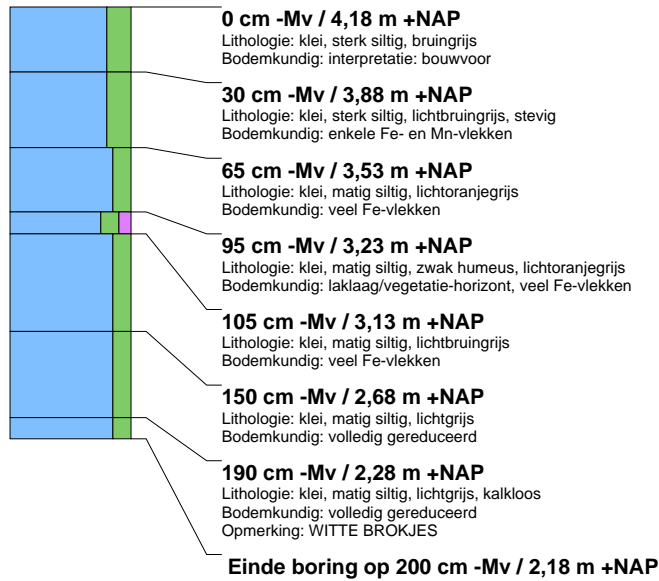 0 cm -Mv / 4,18 m +NAP
Lithologie: klei, sterk siltig, bruingrijs
Bodemkundig: interpretatie: bouwvoor
30 cm -Mv / 3,88 m +NAP
Lithologie: klei, sterk siltig, lichtbruingrijs, stevig
Bodemkundig: enkele Fe- en Mn-vlekken
65 cm -Mv / 3,53 m +NAP
Lithologie: klei, matig siltig, lichtoranjegrijs
Bodemkundig: veel Fe-vlekken
95 cm -Mv / 3,23 m +NAP
Lithologie: klei, matig siltig, zwak humeus, lichtoranjegrijs
Bodemkundig: laklaag/vegetatie-horizont, veel Fe-vlekken
105 cm -Mv / 3,13 m +NAP
Lithologie: klei, matig siltig, lichtbruingrijs
Bodemkundig: veel Fe-vlekken
150 cm -Mv / 2,68 m +NAP
Lithologie: klei, matig siltig, lichtgrijs
Bodemkundig: volledig gereduceerd
190 cm -Mv / 2,28 m +NAP
Lithologie: klei, matig siltig, lichtgrijs, kalkloos
Bodemkundig: volledig gereduceerd
Opmerking: WITTE BROKJES
Einde boring op 200 cm -Mv / 2,18 m +NAP